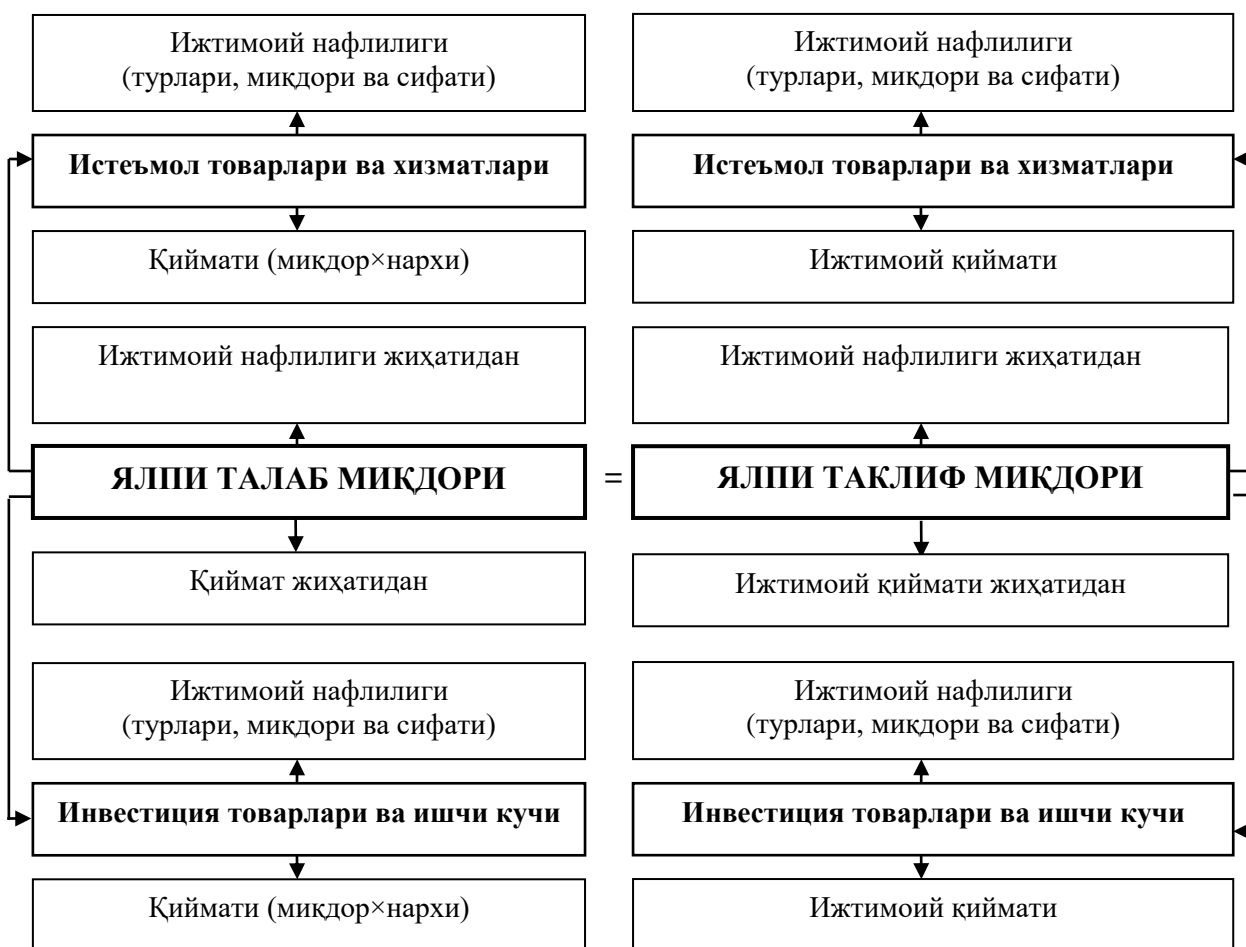 Ижтимоий нафлилиги
(турлари, миқдори ва сифати)
Ижтимоий нафлилиги
(турлари, миқдори ва сифати)
Истеъмол товарлари ва хизматлари
Истеъмол товарлари ва хизматлари
Қиймати (миқдор×нархи)
Ижтимоий қиймати
Ижтимоий нафлилиги жиҳатидан
Ижтимоий нафлилиги жиҳатидан
ЯЛПИ ТАЛАБ МИҚДОРИ
=
ЯЛПИ ТАКЛИФ МИҚДОРИ
Қиймат жиҳатидан
Ижтимоий қиймати жиҳатидан
Ижтимоий нафлилиги
(турлари, миқдори ва сифати)
Ижтимоий нафлилиги
(турлари, миқдори ва сифати)
Инвестиция товарлари ва ишчи кучи
Инвестиция товарлари ва ишчи кучи
Қиймати (миқдор×нархи)
Ижтимоий қиймати